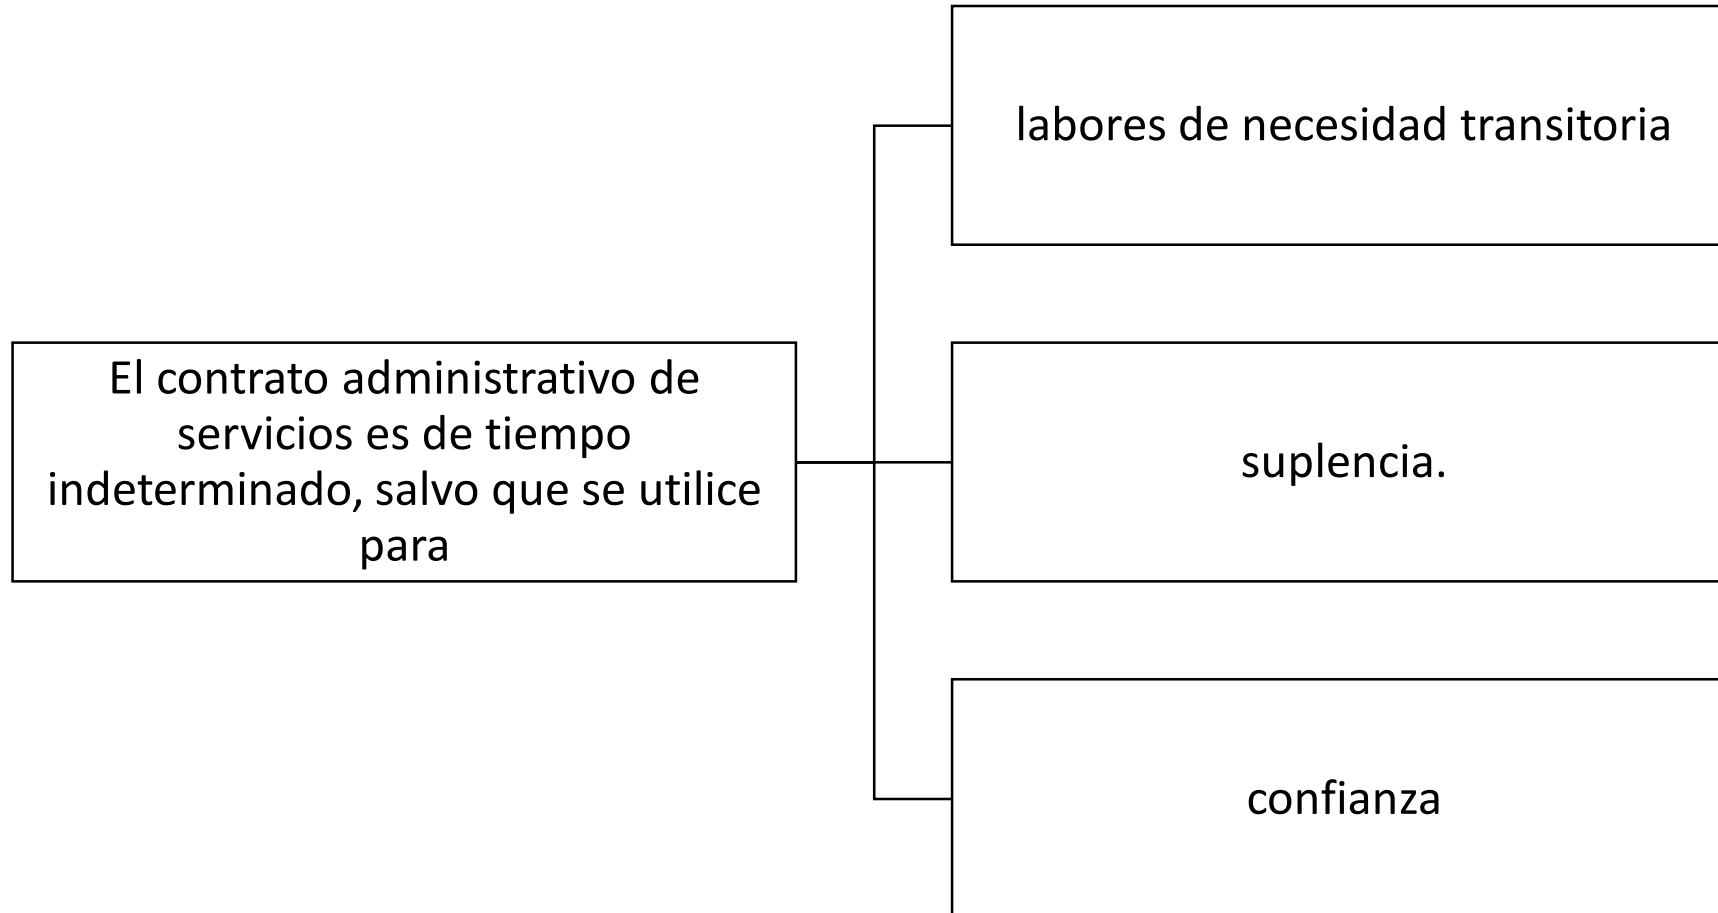 El contrato administrativo de
servicios es de tiempo
indeterminado, salvo que se utilice
para
labores de necesidad transitoria
suplencia.
confianza